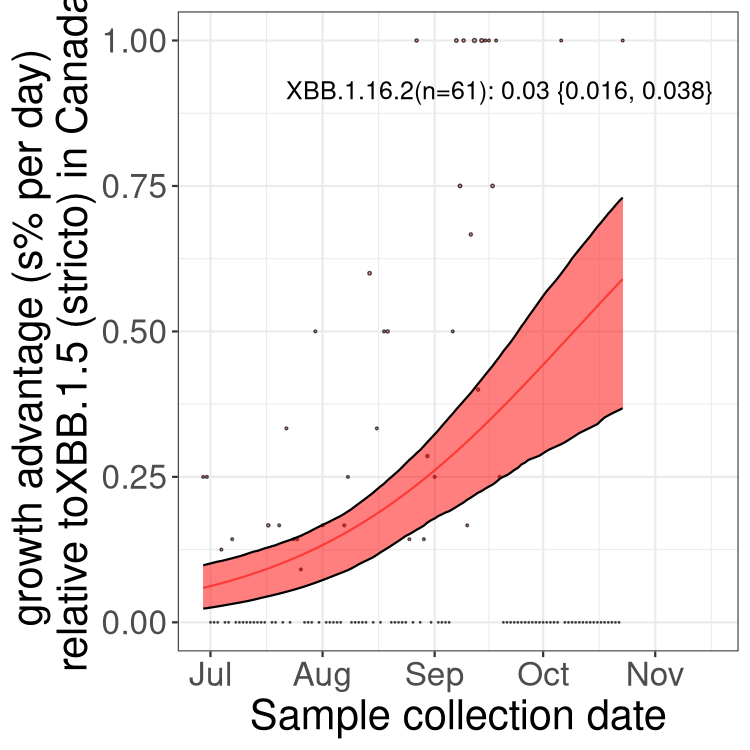 growth advantage (s% per day)
relative toXBB.1.5 (stricto) in Canada
1.00
0.75
0.50
0.25
0.00
XBB.1.16.2(n=61): 0.03 {0.016, 0.038}
Jul Aug Sep Oct Nov
Sample collection date